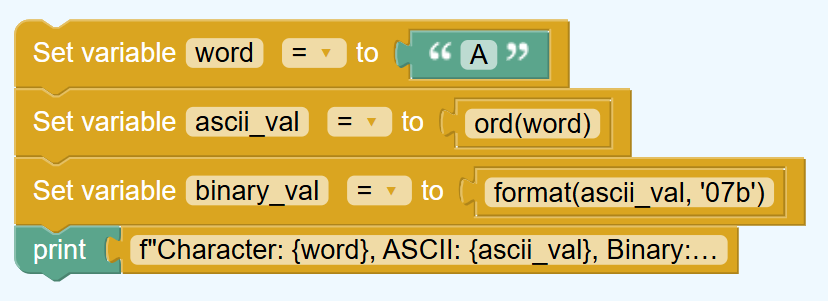 Set variable word = to “ A ”
Set variable ascii_val = to ord(word)
Set variable binary_val = to format(ascii_val, '07b')
print f"Character: {word}, ASCII: {ascii_val}, Binary:...